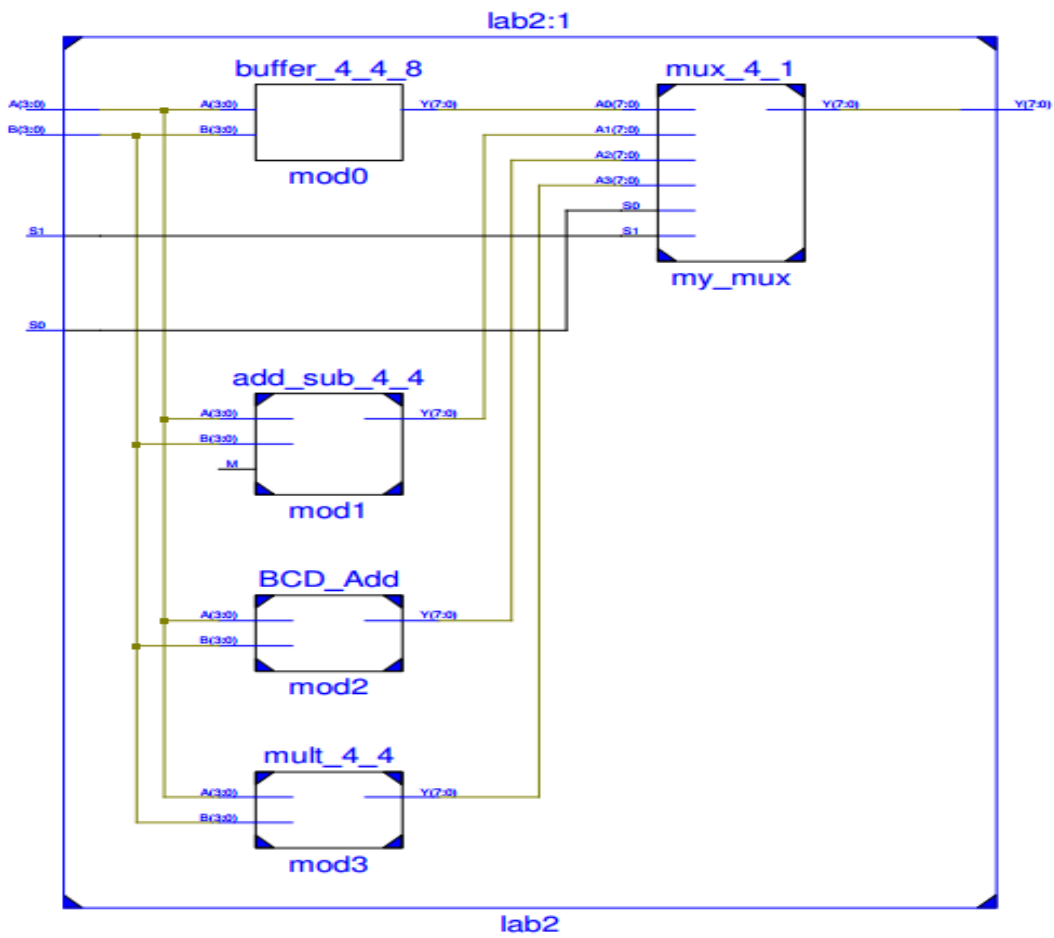 lab2:1
buffer_4_4_8
mux_4_1
A(3:0)
A(3:0)
Y(7:0)
A0(7:0)
Y(7:0)
Y(7:0)
B(3:0)
B(3:0)
A1(7:0)
A2(7:0)
mod0
A3(7:0)
S0
S1
S1
my_mux
S0
add_sub_4_4
A(3:0)
Y(7:0)
B(3:0)
M
mod1
BCD_Add
A(3:0)
Y(7:0)
B(3:0)
mod2
mult_4_4
A(3:0)
Y(7:0)
B(3:0)
mod3
lab2